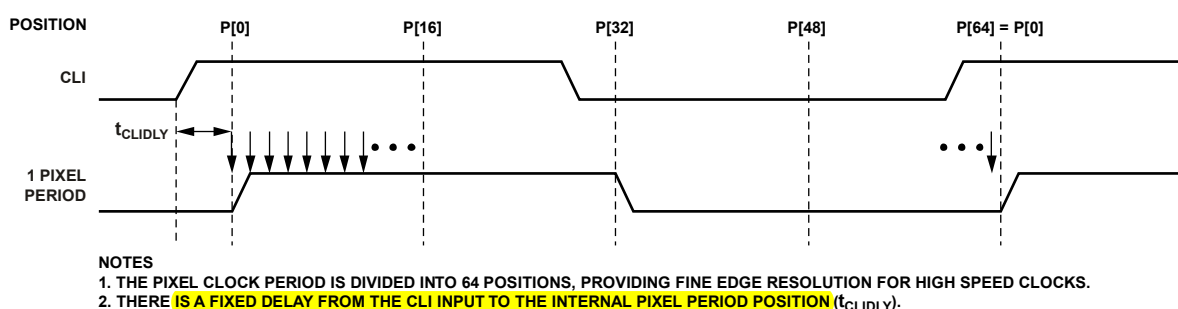 POSITION P[0] P[16] P[32] P[48] P[64] = P[0]
CLI
tCLIDLY
1 PIXEL
PERIOD
NOTES
1. THE PIXEL CLOCK PERIOD IS DIVIDED INTO 64 POSITIONS, PROVIDING FINE EDGE RESOLUTION FOR HIGH SPEED CLOCKS.
2. THERE IS A FIXED DELAY FROM THE CLI INPUT TO THE INTERNAL PIXEL PERIOD POSITION (tCLIDLY).